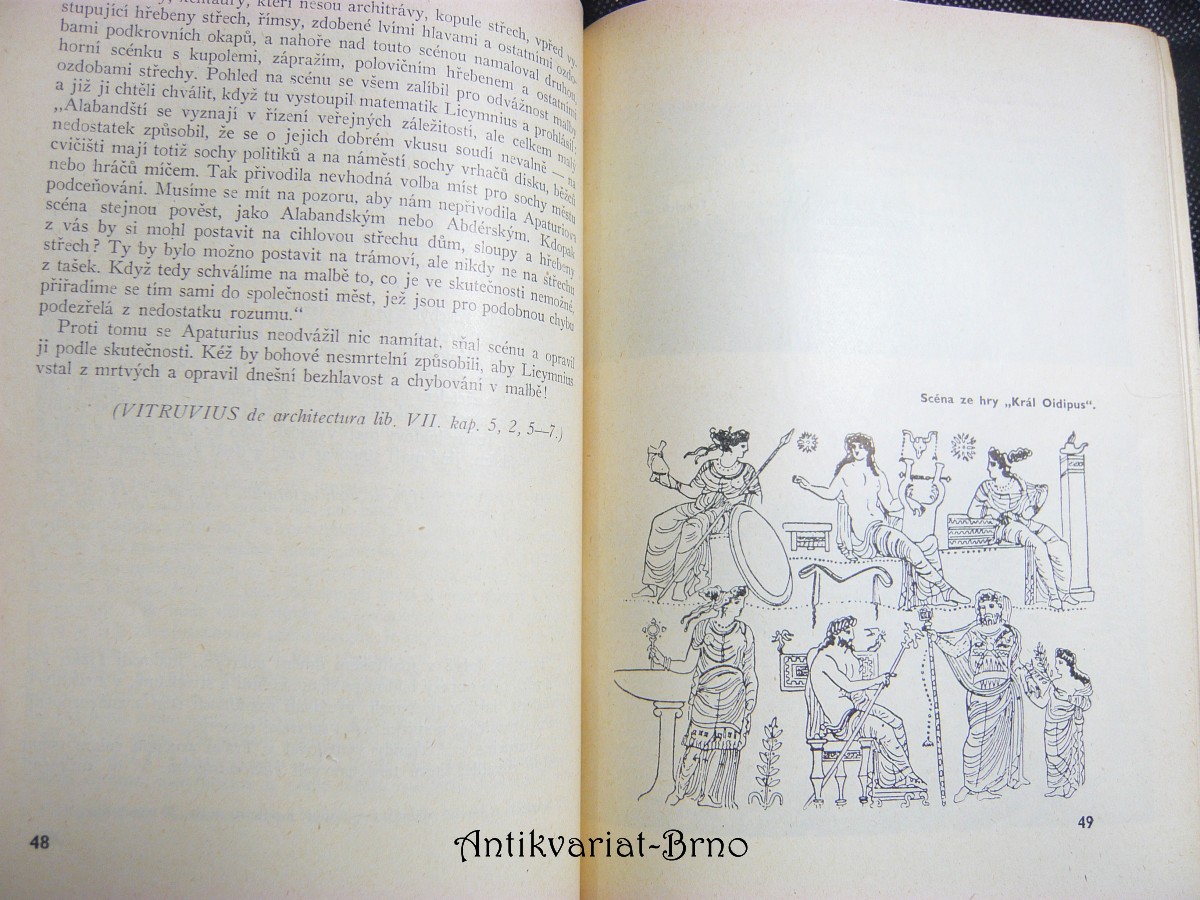 kentaury, kteří nesou architrávy, kopule střech, vpřed vy-
stupující hřebeny střech, římsy, zdobené lvími hlavami a ostatními ozdo-
bami podkrovních okapů, a nahoře nad touto scénou namaloval druhou,
horní scénku s kupolemi, zápražím, polovičním hřebenem a ostatními
ozdobami střechy. Pohled na scénu se všem zalíbil pro odvážnost malby
a již ji chtěli chválit, když tu vystoupil matematik Licymnius a prohlásil:
„Alabandští se vyznají v řízení veřejných záležitostí, ale celkem malý
nedostatek způsobil, že se o jejich dobrém vkusu soudí nevalně — na
cvičišti mají totiž sochy politiků a na náměstí sochy vrhačů disku, běžců
nebo hráčů míčem. Tak přivodila nevhodná volba míst pro sochy městu
podceňování. Musíme se mít na pozoru, aby nám nepřivodila Apaturiova
scéna stejnou pověst, jako Alabandským nebo Abdérským. Kdopak
z vás by si mohl postavit na cihlovou střechu dům, sloupy a hřebeny
střech? Ty by bylo možno postavit na trámoví, ale nikdy ne na střechu
z tašek. Když tedy schválíme na malbě to, co je ve skutečnosti nemožné,
přiřadíme se tím sami do společnosti měst, jež jsou pro podobnou chybu
podezřelá z nedostatku rozumu.“
Proti tomu se Apaturius neodvážil nic namítat, sňal scénu a opravil
ji podle skutečnosti. Kéž by bohové nesmrtelní způsobili, aby Licymnius
vstal z mrtvých a opravil dnešní bezhlavost a chybování v malbě!
(VITRUVIUS de architectura lib. VII. kap. 5, 2, 5—7.)
48
Scéna ze hry „Král Oidipus“.
49
Antikvariat-Brno